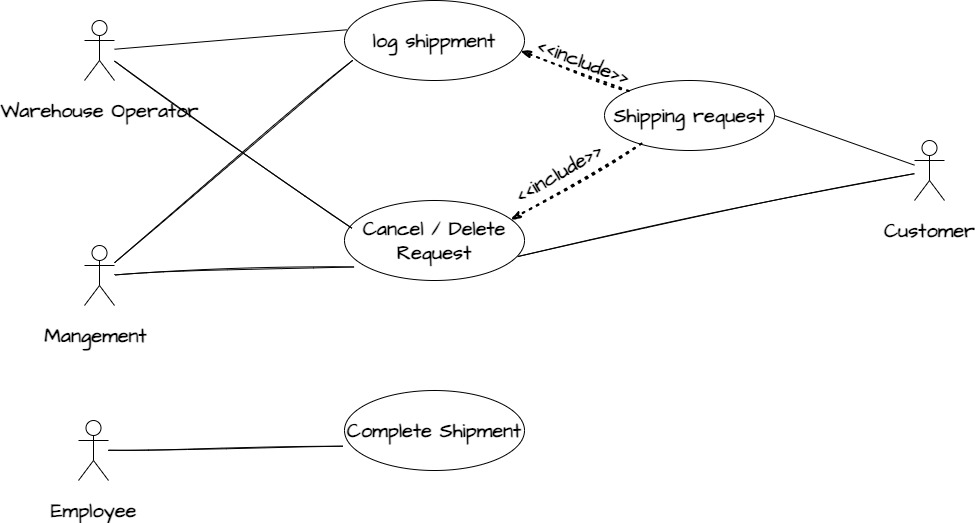 log shippment
<<include>>
Warehouse Operator
Shipping request
<<include>>
Cancel / Delete
Request
Customer
Mangement
Complete Shipment
Employee